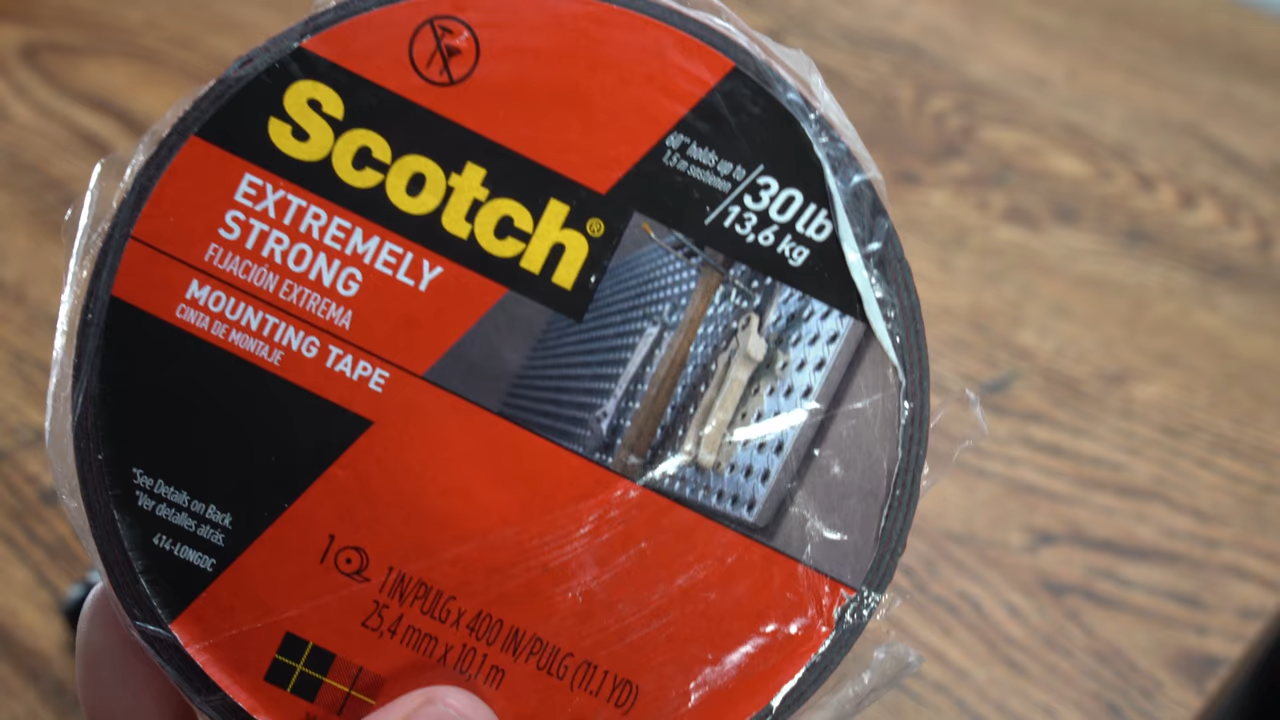 Scotch®
EXTREMELY
STRONG
FIJACIÓN EXTREMA
MOUNTING TAPE
CINTA DE MONTAJE
60" holds up to
1,5 m sostienen
30 lb
13,6 kg
*See Details on Back.
*Ver detalles atrás.
414-LONGDC
1
1 IN/PULG x 400 IN/PULG (11.1 YD)
25,4 mm x 10,1 m